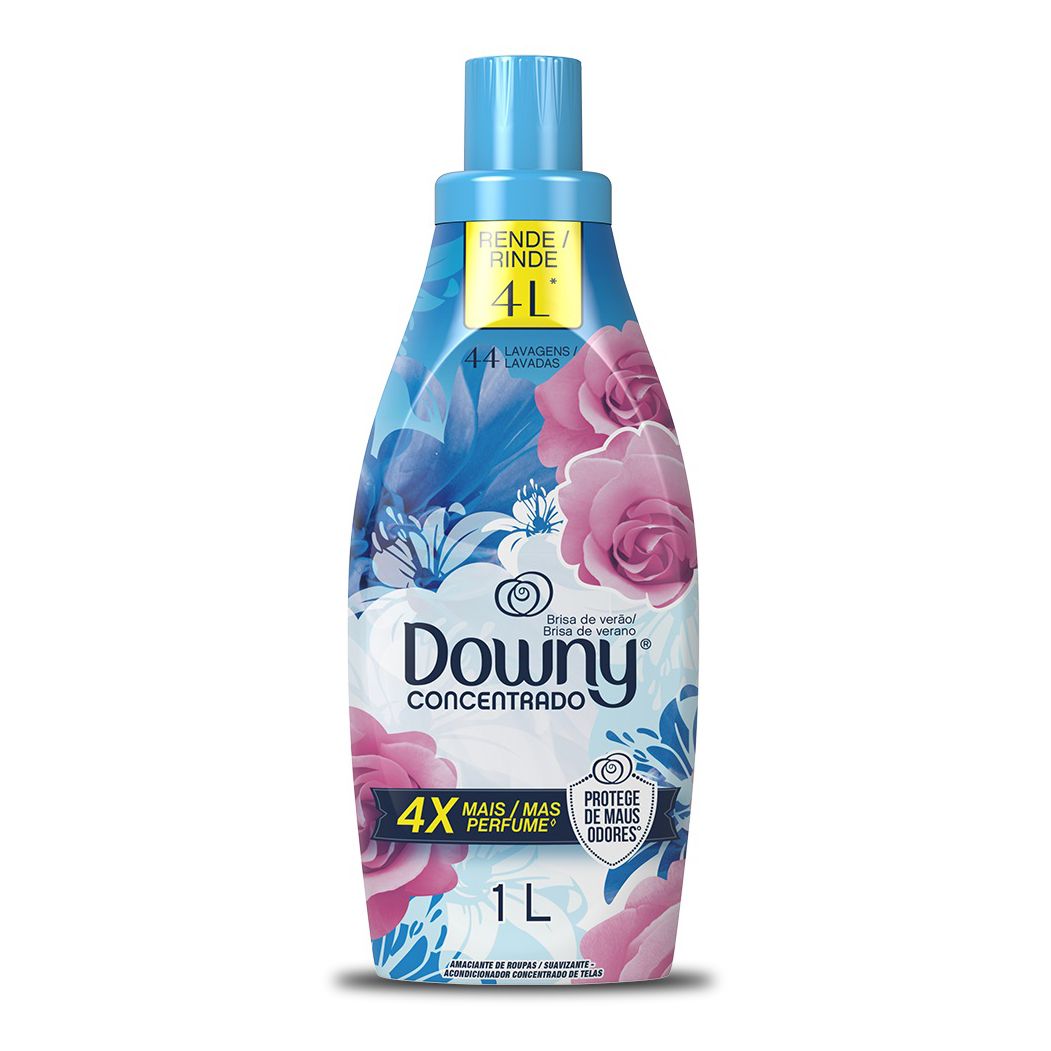 RENDE /
RINDE
4L*
44 LAVAGENS /
LAVADAS
Brisa de verão/
Brisa de verano
Downy®
CONCENTRADO
4X MAIS / MAS
PERFUME◊
PROTEGE
DE MAUS
ODORES°
1 L
AMACIANTE DE ROUPAS / SUAVIZANTE -
ACONDICIONADOR CONCENTRADO DE TELAS